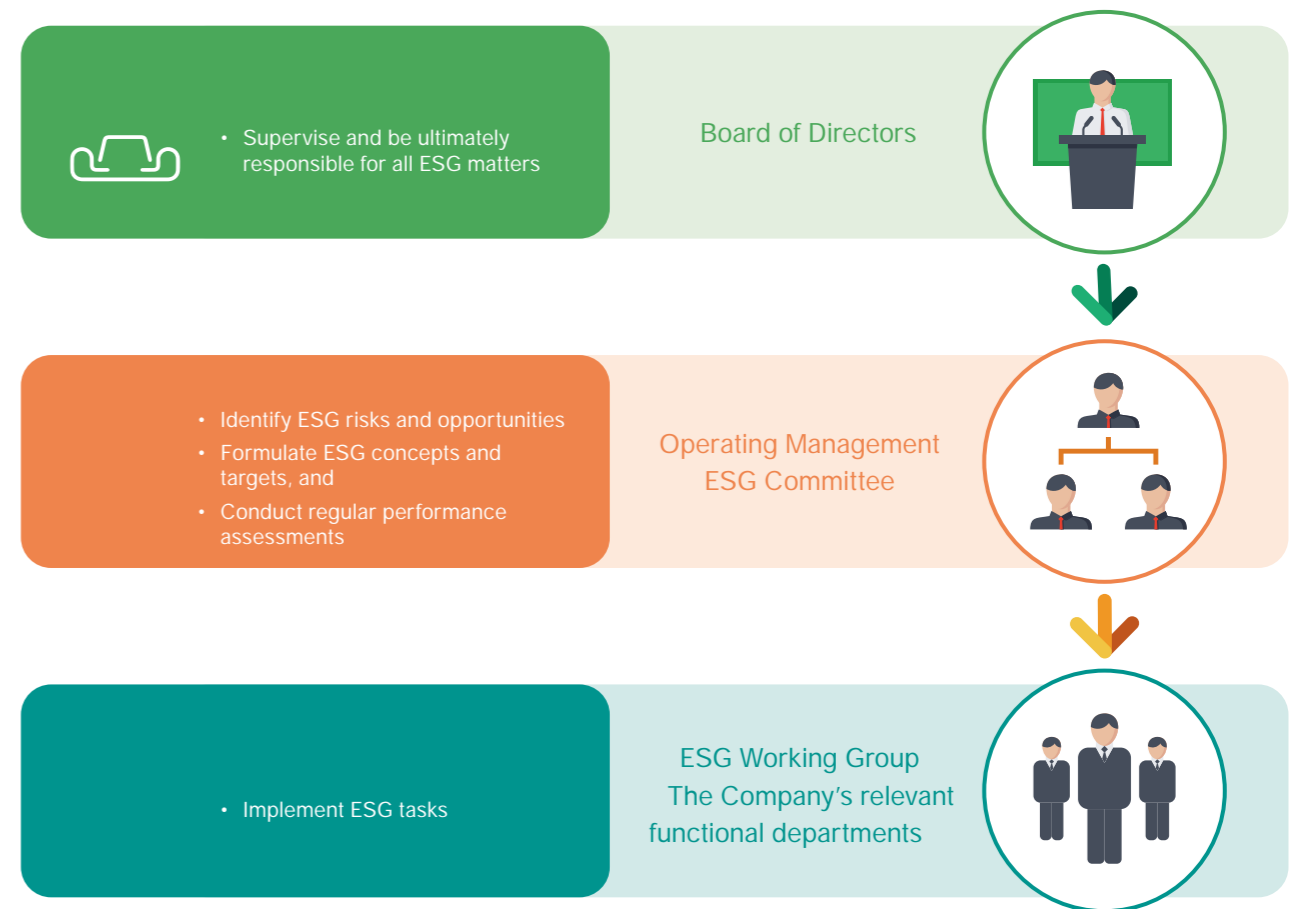 • Supervise and be ultimately
responsible for all ESG matters
Board of Directors
• Identify ESG risks and opportunities
• Formulate ESG concepts and
targets, and
• Conduct regular performance
assessments
Operating Management
ESG Committee
• Implement ESG tasks
ESG Working Group
The Company’s relevant
functional departments